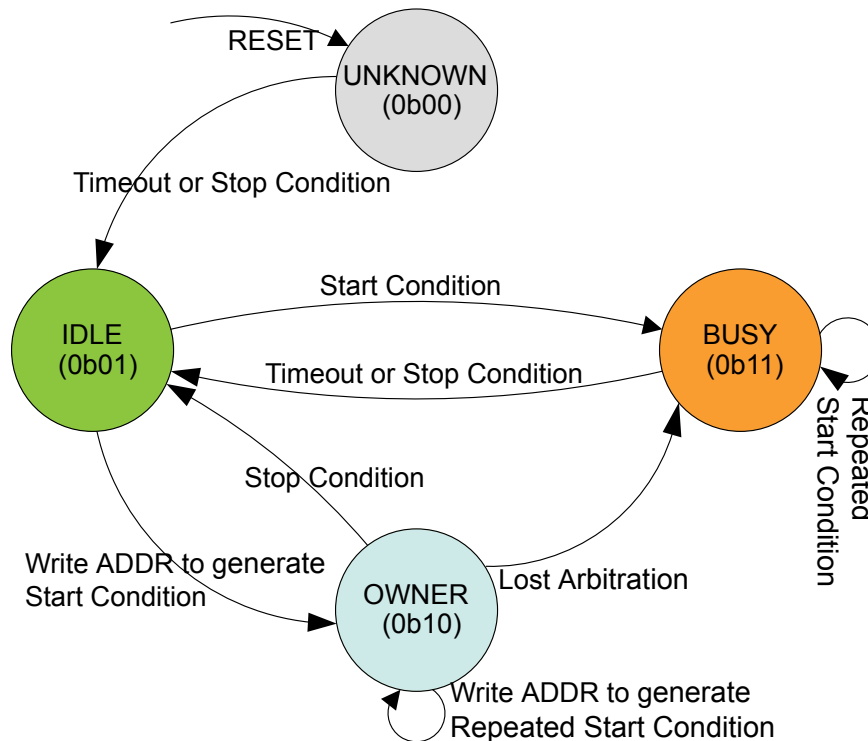 RESET
UNKNOWN
(0b00)
Timeout or Stop Condition
Start Condition
IDLE
(0b01)
BUSY
(0b11)
Timeout or Stop Condition
Repeated
Start Condition
Stop Condition
Write ADDR to generate
Start Condition
OWNER
(0b10)
Lost Arbitration
Write ADDR to generate
Repeated Start Condition